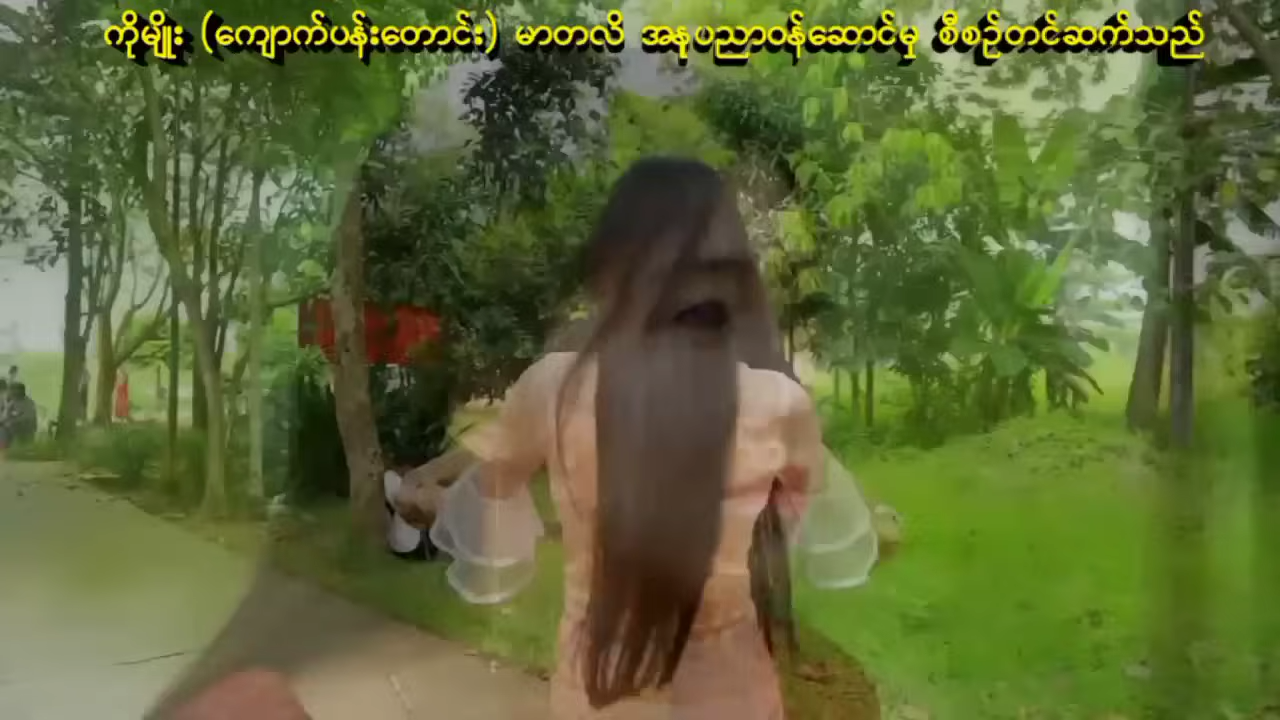 ကိုမျိုး (ကျောက်ပန်းတောင်း) မာတလိ အနုပညာဝန်ဆောင်မှ စီစဉ်တင်ဆက်သည်